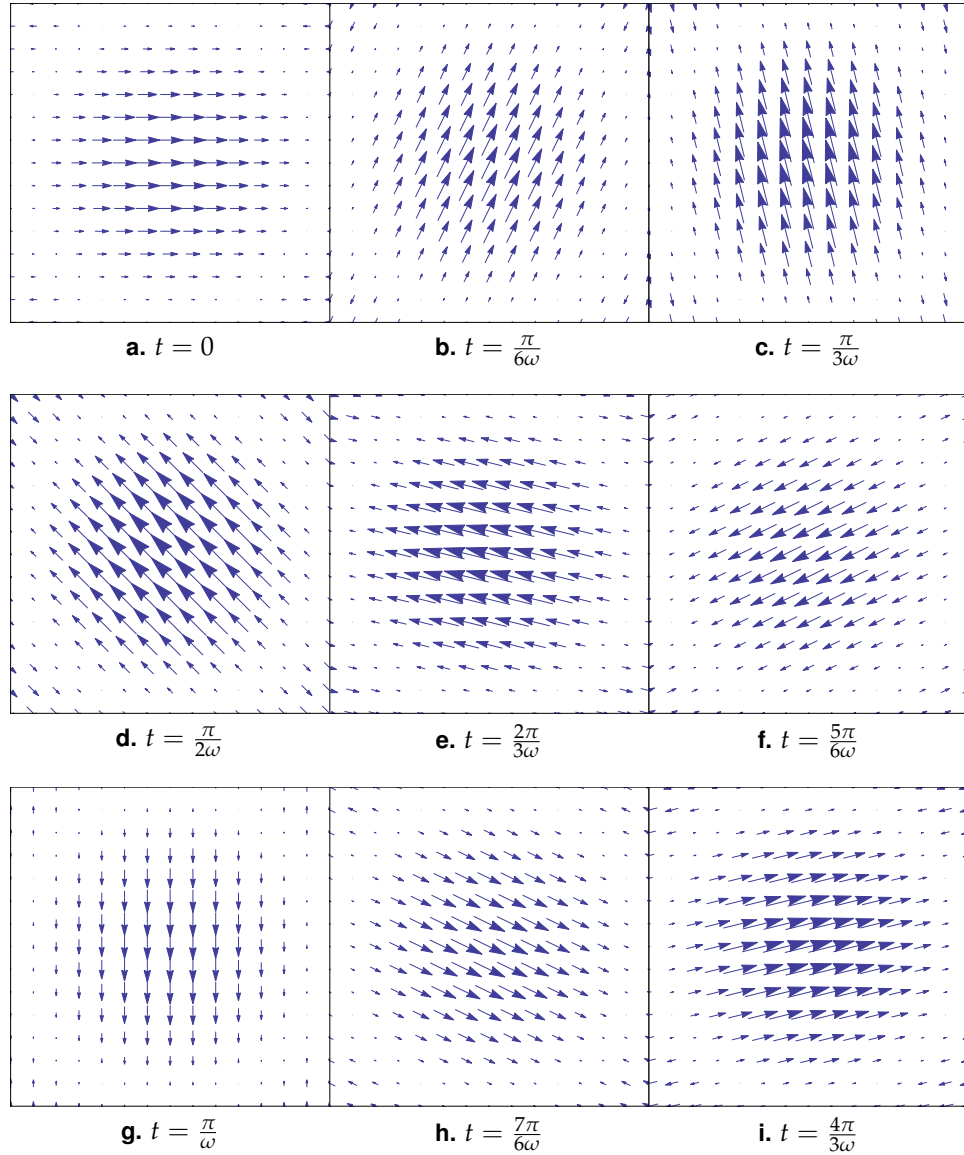 a. t = 0
b. t = π/6ω
c. t = π/3ω
d. t = π/2ω
e. t = 2π/3ω
f. t = 5π/6ω
g. t = π/ω
h. t = 7π/6ω
i. t = 4π/3ω